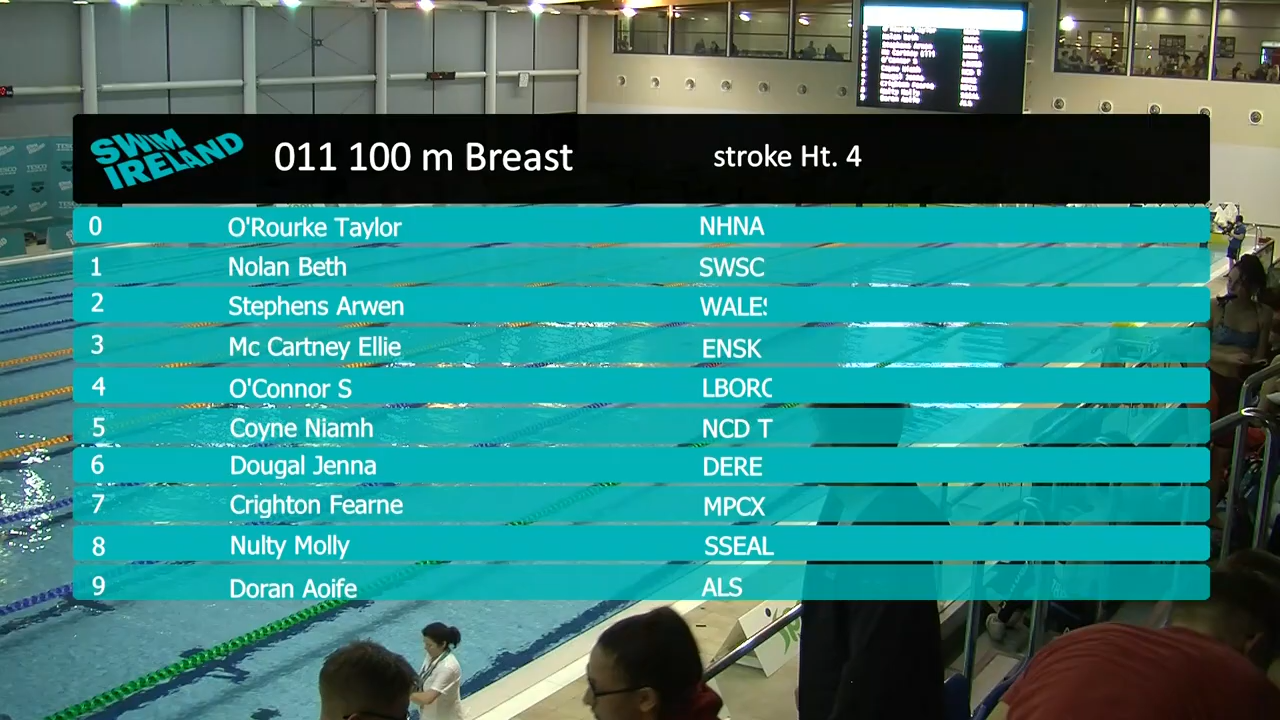 SWIM IRELAND
011 100 m Breast stroke Ht. 4
0 O'Rourke Taylor NHNA
1 Nolan Beth SWSC
2 Stephens Arwen WALES
3 Mc Cartney Ellie ENSK
4 O'Connor S LBORO
5 Coyne Niamh NCD T
6 Dougal Jenna DERE
7 Crighton Fearne MPCX
8 Nulty Molly SSEAL
9 Doran Aoife ALS